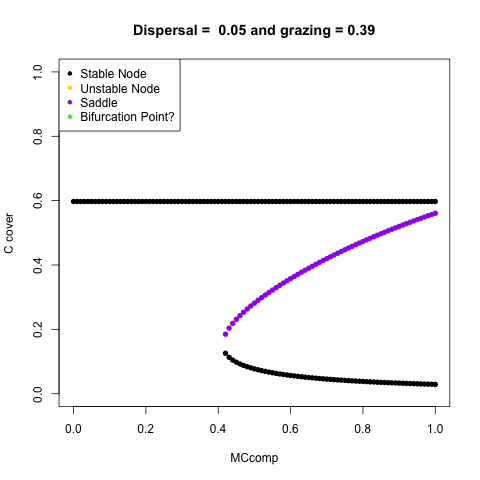 Dispersal =  0.05 and grazing = 0.39
Stable Node
Unstable Node
Saddle
Bifurcation Point?
1.0
0.8
0.6
0.4
0.2
0.0
C cover
0.0 0.2 0.4 0.6 0.8 1.0
MCcomp